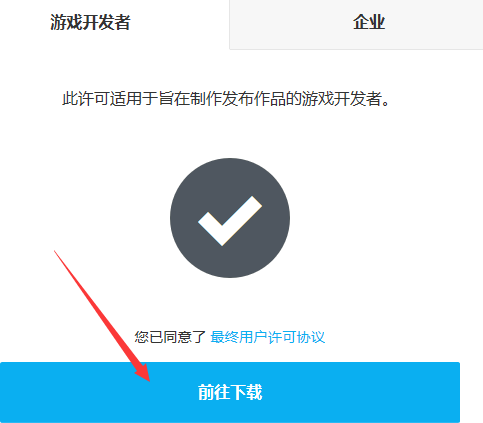 游戏开发者
企业
此许可适用于旨在制作发布作品的游戏开发者。
您已同意了 最终用户许可协议
前往下载